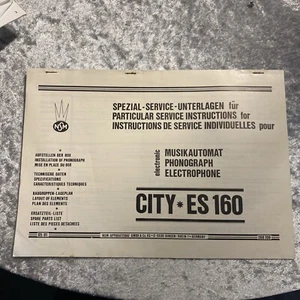 NSM
SPEZIAL-SERVICE-UNTERLAGEN für
PARTICULAR SERVICE INSTRUCTIONS for
INSTRUCTIONS DE SERVICE INDIVIDUELLES pour
electronic
MUSIKAUTOMAT
PHONOGRAPH
ELECTROPHONE
CITY * ES 160
AUFSTELLEN DER BOX
INSTALLATION OF PHONOGRAPH
MISE EN PLACE DU BOX
TECHNISCHE DATEN
SPECIFICATIONS
CARACTERISTIQUES TECHNIQUES
BAUGRUPPEN-LAGEPLAN
LAYOUT OF ELEMENTS
PLAN DES ELEMENTS
ERSATZTEIL-LISTE
SPARE PARTS LIST
LISTE DES PIECES DETACHEES